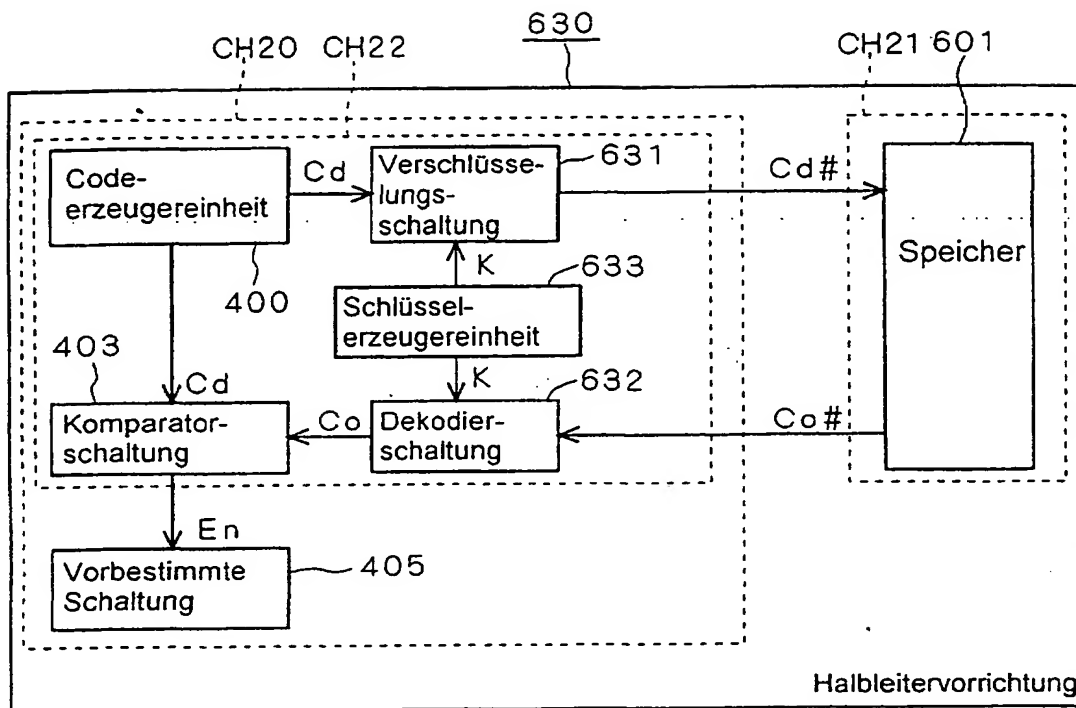 630
CH20 CH22 CH21 601
Code-
erzeugereinheit
Cd
Verschlüsse-
lungs-
schaltung
631
Cd#
Speicher
400
K
633
Schlüssel-
erzeugereinheit
403
Cd
K
632
Komparator-
schaltung
Co
Dekodier-
schaltung
Co#
En
Vorbestimmte
Schaltung
405
Halbleitervorrichtung